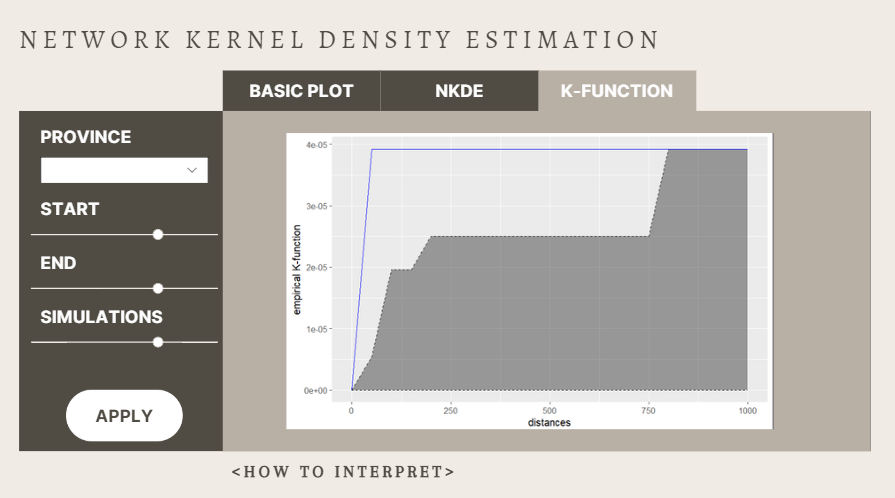 NETWORK KERNEL DENSITY ESTIMATION
BASIC PLOT
NKDE
K-FUNCTION
PROVINCE
START
END
SIMULATIONS
APPLY
empirical K-function
4e-05
3e-05
2e-05
1e-05
0e+00
0
250
500
750
1000
distances
<HOW TO INTERPRET>